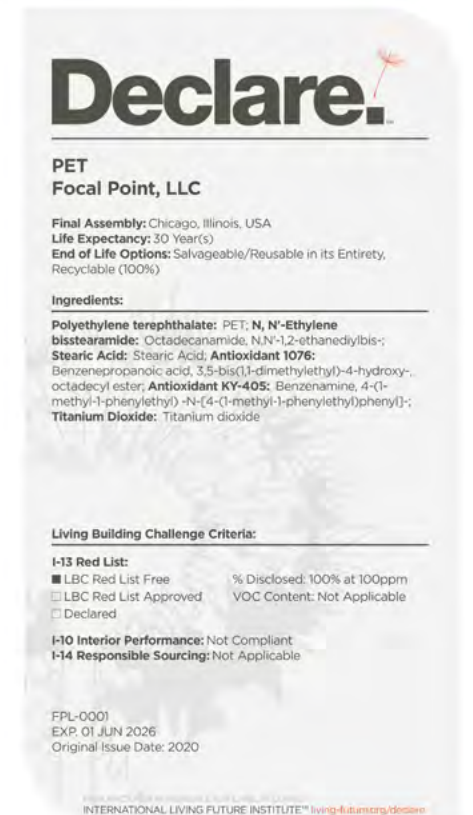 Declare.
PET
Focal Point, LLC
Final Assembly: Chicago, Illinois, USA
Life Expectancy: 30 Year(s)
End of Life Options: Salvageable/Reusable in its Entirety,
Recyclable (100%)
Ingredients:
Polyethylene terephthalate: PET; N, N'-Ethylene
bisstearamide: Octadecanamide, N,N'-1,2-ethanediylbis-;
Stearic Acid: Stearic Acid; Antioxidant 1076:
Benzenepropanoic acid, 3,5-bis(1,1-dimethylethyl)-4-hydroxy-,
octadecyl ester; Antioxidant KY-405: Benzenamine, 4-(1-
methyl-1-phenylethyl) -N-[4-(1-methyl-1-phenylethyl)phenyl]-;
Titanium Dioxide: Titanium dioxide
Living Building Challenge Criteria:
I-13 Red List:
■ LBC Red List Free % Disclosed: 100% at 100ppm
□ LBC Red List Approved VOC Content: Not Applicable
□ Declared
I-10 Interior Performance: Not Compliant
I-14 Responsible Sourcing: Not Applicable
FPL-0001
EXP. 01 JUN 2026
Original Issue Date: 2020
INTERNATIONAL LIVING FUTURE INSTITUTE™ living-future.org/declare